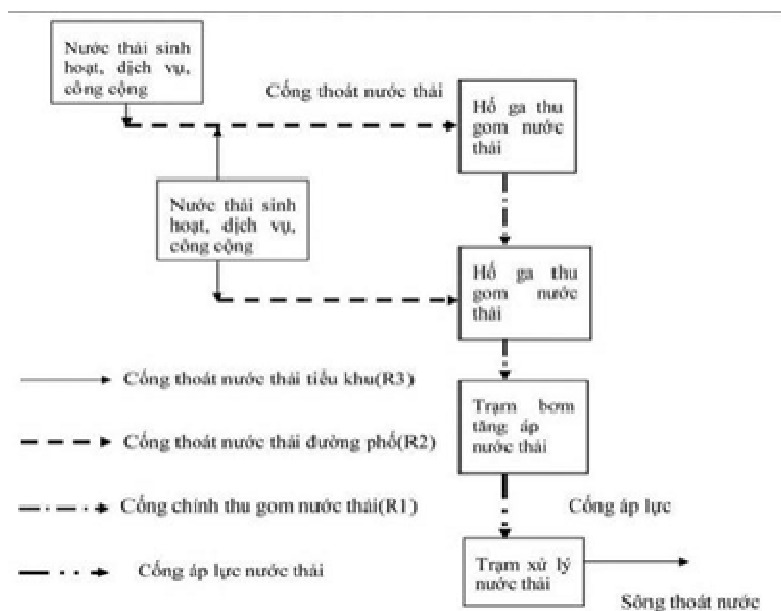 Nước thải sinh
hoạt, dịch vụ,
công cộng
Cống thoát nước thải
Hố ga thu
gom nước
thải
Nước thải sinh
hoạt, dịch vụ,
công cộng
Hố ga thu
gom nước
thải
Cống thoát nước thải tiểu khu(R3)
Trạm bơm
tăng áp
nước thải
Cống thoát nước thải đường phố(R2)
Cống chính thu gom nước thải(R1)
Cống áp lực
Cống áp lực nước thải
Trạm xử lý
nước thải
Sông thoát nước